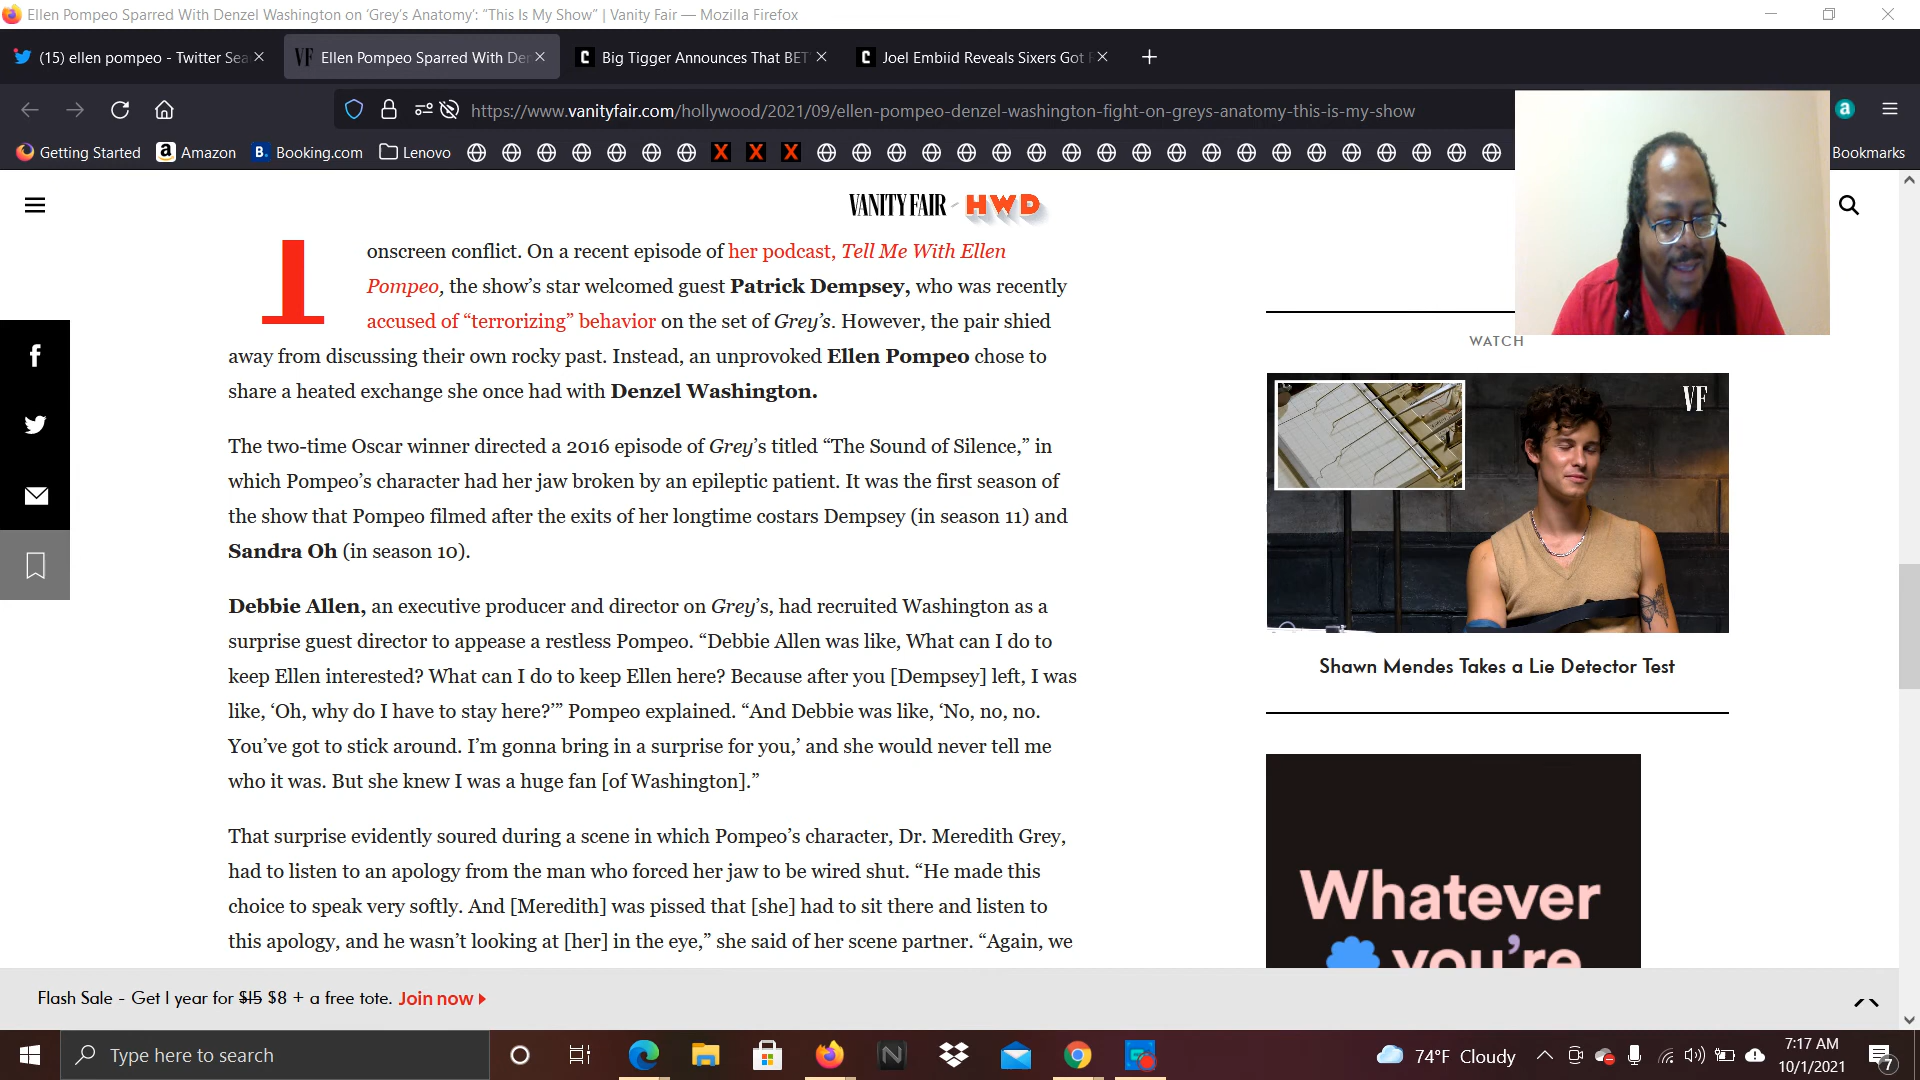 Ellen Pompeo Sparred With Denzel Washington on ‘Grey’s Anatomy’: “This Is My Show” | Vanity Fair — Mozilla Firefox
(15) ellen pompeo - Twitter Sea
VF Ellen Pompeo Sparred With Der
C Big Tigger Announces That BET
C Joel Embiid Reveals Sixers Got
https://www.vanityfair.com/hollywood/2021/09/ellen-pompeo-denzel-washington-fight-on-greys-anatomy-this-is-my-show
a
Getting Started
a Amazon
B. Booking.com
Lenovo
X X X
Bookmarks
VANITY FAIR HWD
I
onscreen conflict. On a recent episode of her podcast, Tell Me With Ellen
Pompeo, the show’s star welcomed guest Patrick Dempsey, who was recently
accused of “terrorizing” behavior on the set of Grey’s. However, the pair shied
away from discussing their own rocky past. Instead, an unprovoked Ellen Pompeo chose to
share a heated exchange she once had with Denzel Washington.
The two-time Oscar winner directed a 2016 episode of Grey’s titled “The Sound of Silence,” in
which Pompeo’s character had her jaw broken by an epileptic patient. It was the first season of
the show that Pompeo filmed after the exits of her longtime costars Dempsey (in season 11) and
Sandra Oh (in season 10).
Debbie Allen, an executive producer and director on Grey’s, had recruited Washington as a
surprise guest director to appease a restless Pompeo. “Debbie Allen was like, What can I do to
keep Ellen interested? What can I do to keep Ellen here? Because after you [Dempsey] left, I was
like, ‘Oh, why do I have to stay here?’” Pompeo explained. “And Debbie was like, ‘No, no, no.
You’ve got to stick around. I’m gonna bring in a surprise for you,’ and she would never tell me
who it was. But she knew I was a huge fan [of Washington].”
That surprise evidently soured during a scene in which Pompeo’s character, Dr. Meredith Grey,
had to listen to an apology from the man who forced her jaw to be wired shut. “He made this
choice to speak very softly. And [Meredith] was pissed that [she] had to sit there and listen to
this apology, and he wasn’t looking at [her] in the eye,” she said of her scene partner. “Again, we
WATCH
VF
Shawn Mendes Takes a Lie Detector Test
Whatever
you’re
Flash Sale - Get 1 year for $15 $8 + a free tote. Join now
Type here to search
N
74°F Cloudy
7:17 AM
10/1/2021
7